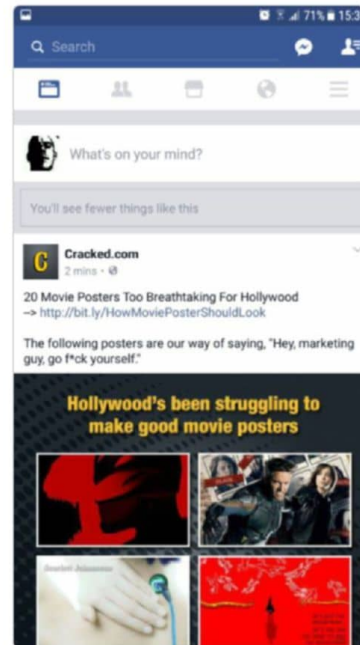 71% 15:3
Search
What's on your mind?
You'll see fewer things like this
C
Cracked.com
2 mins •
20 Movie Posters Too Breathtaking For Hollywood
–> http://bit.ly/HowMoviePosterShouldLook
The following posters are our way of saying, "Hey, marketing
guy, go f*ck yourself."
Hollywood's been struggling to
make good movie posters